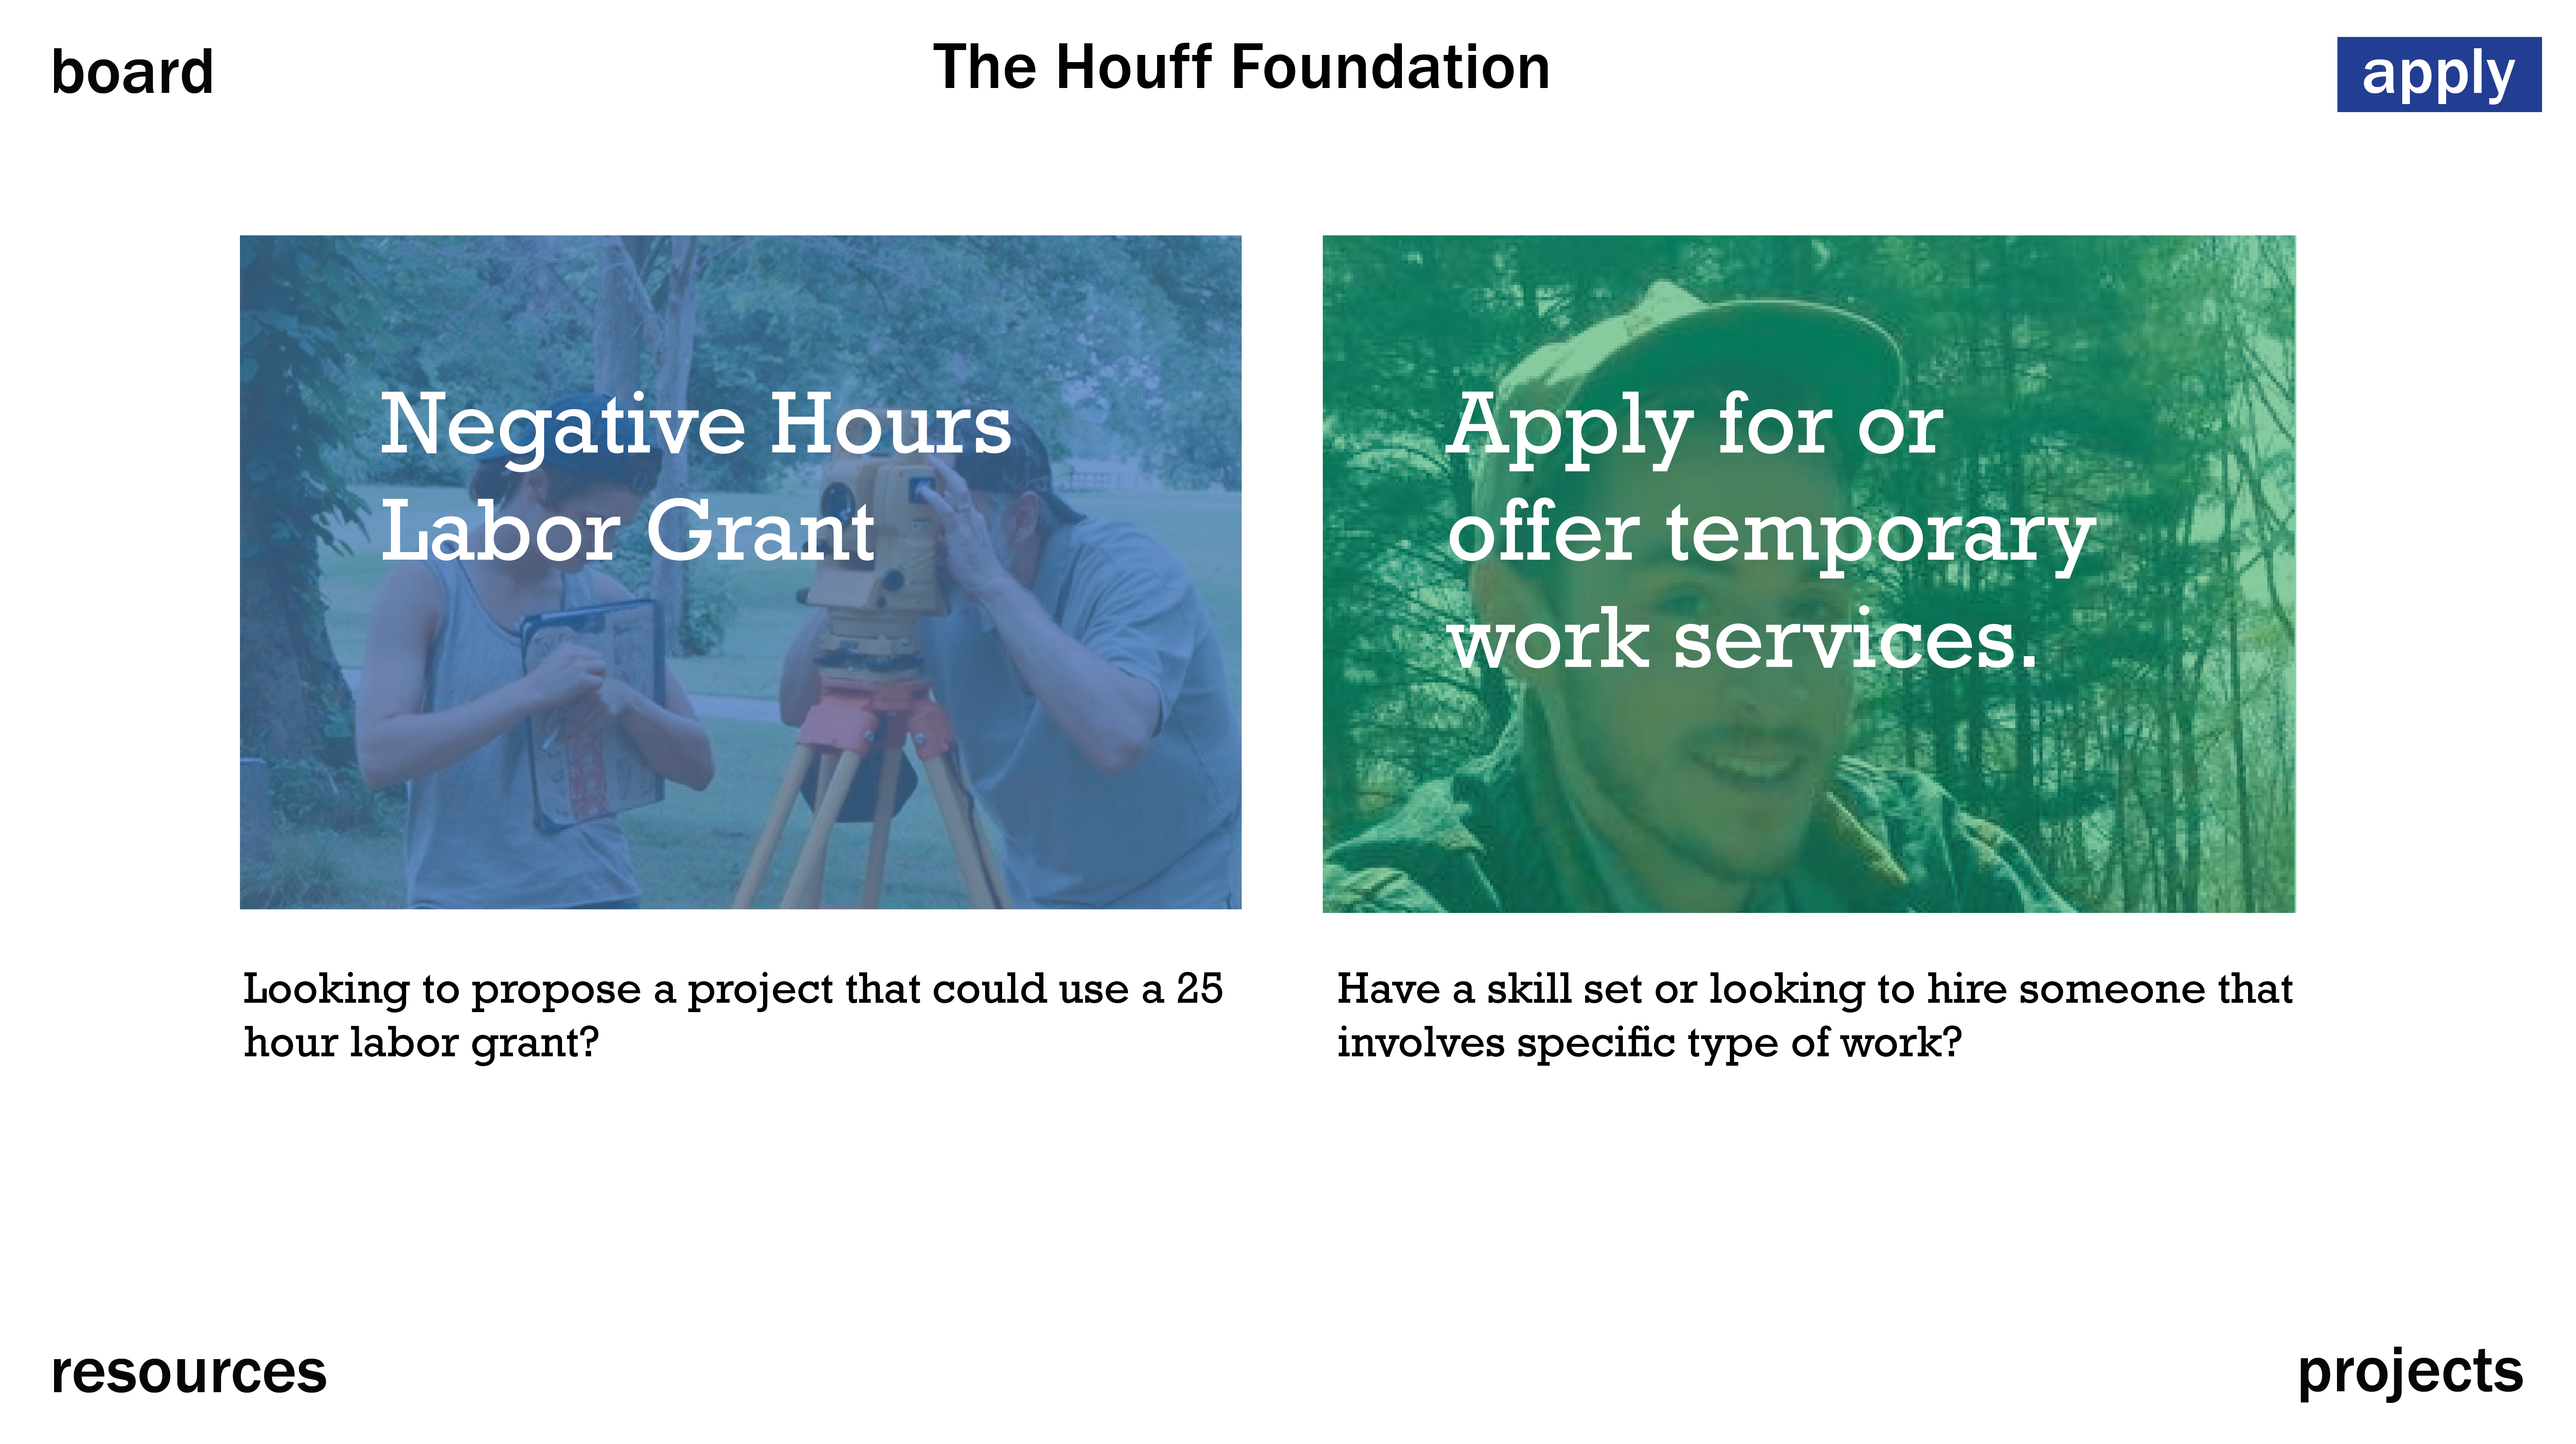 board
The Houff Foundation
apply
Negative Hours
Labor Grant
Apply for or
offer temporary
work services.
Looking to propose a project that could use a 25
hour labor grant?
Have a skill set or looking to hire someone that
involves specific type of work?
resources
projects